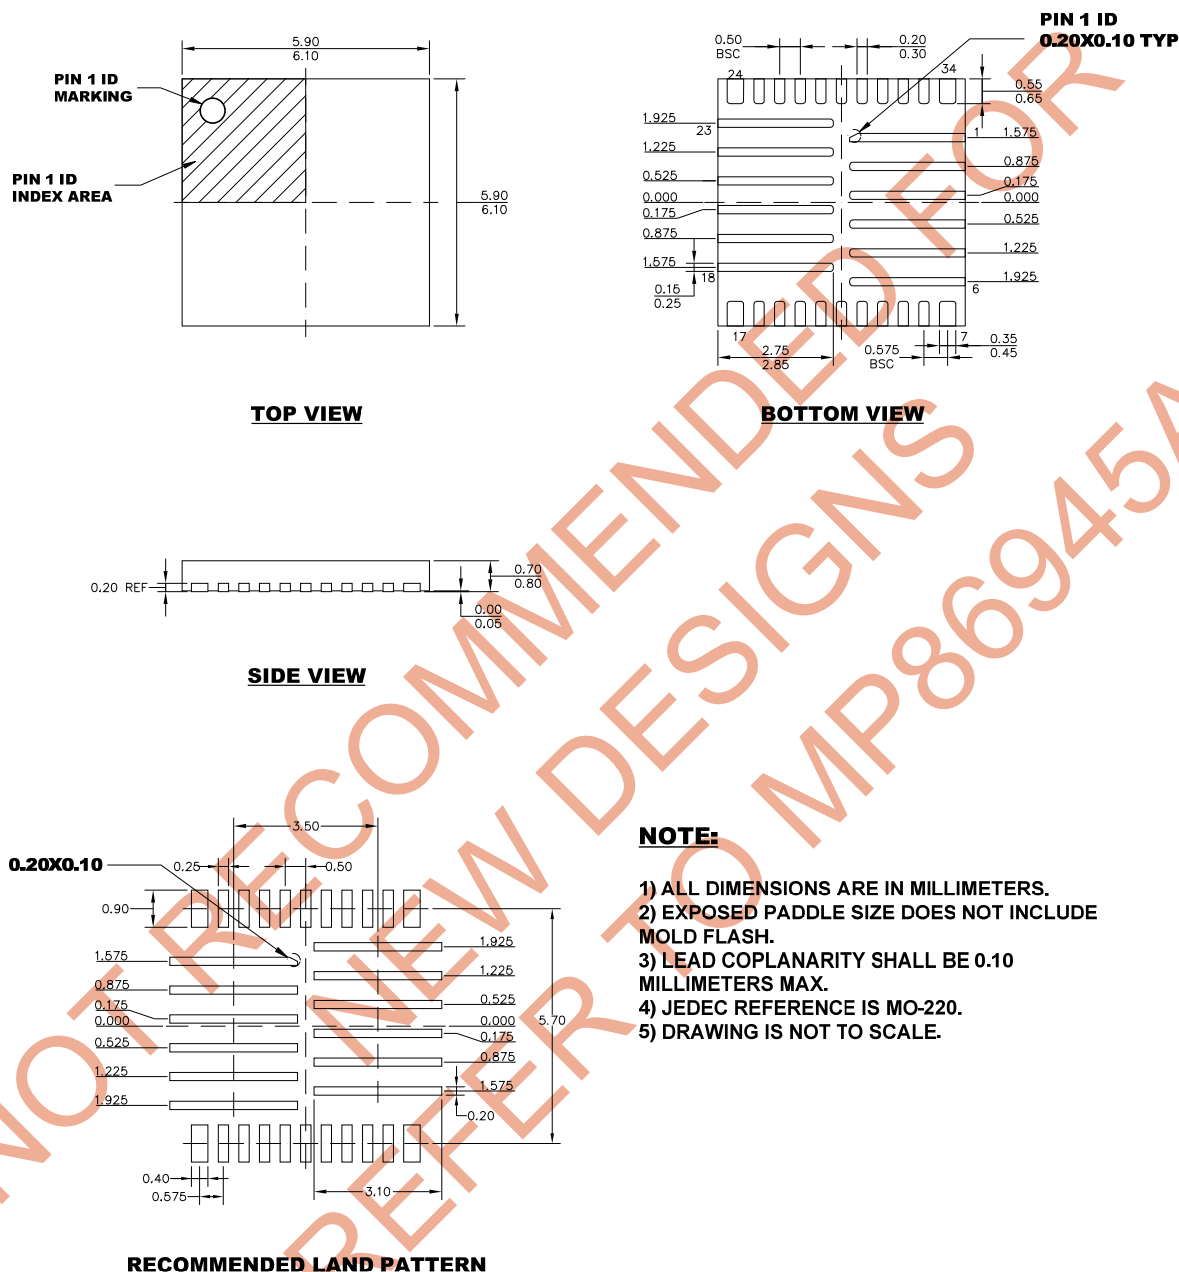 5.90
6.10
PIN 1 ID
MARKING
PIN 1 ID
INDEX AREA
5.90
6.10
TOP VIEW
PIN 1 ID
0.20X0.10 TYP
0.50
BSC
0.20
0.30
24
34
0.55
0.65
1.925
23
1
1.575
1.225
0.875
0.525
0.175
0.000
0.000
0.175
0.525
0.875
1.225
1.575
18
1.925
6
0.15
0.25
17
7
2.75
2.85
0.575
BSC
0.35
0.45
BOTTOM VIEW
0.20 REF
0.70
0.80
0.00
0.05
SIDE VIEW
3.50
0.20X0.10
0.25
0.50
0.90
1.925
1.575
1.225
0.875
0.525
0.175
0.000
0.000
5.70
0.175
0.525
0.875
1.225
1.575
1.925
0.20
0.40
0.575
3.10
RECOMMENDED LAND PATTERN
NOTE:
1) ALL DIMENSIONS ARE IN MILLIMETERS.
2) EXPOSED PADDLE SIZE DOES NOT INCLUDE
MOLD FLASH.
3) LEAD COPLANARITY SHALL BE 0.10
MILLIMETERS MAX.
4) JEDEC REFERENCE IS MO-220.
5) DRAWING IS NOT TO SCALE.
NOT RECOMMENDED FOR
NEW DESIGNS
REFER TO MP86945A